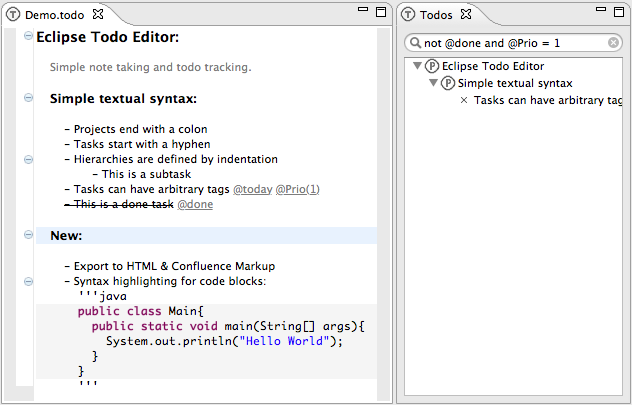 Demo.todo
Eclipse Todo Editor:
Simple note taking and todo tracking.
Simple textual syntax:
- Projects end with a colon
- Tasks start with a hyphen
- Hierarchies are defined by indentation
- This is a subtask
- Tasks can have arbitrary tags @today @Prio(1)
- This is a done task @done
New:
- Export to HTML & Confluence Markup
- Syntax highlighting for code blocks:
'''java
public class Main{
public static void main(String[] args){
System.out.println("Hello World");
}
}
'''
Todos
not @done and @Prio = 1
Eclipse Todo Editor
Simple textual syntax
Tasks can have arbitrary tag